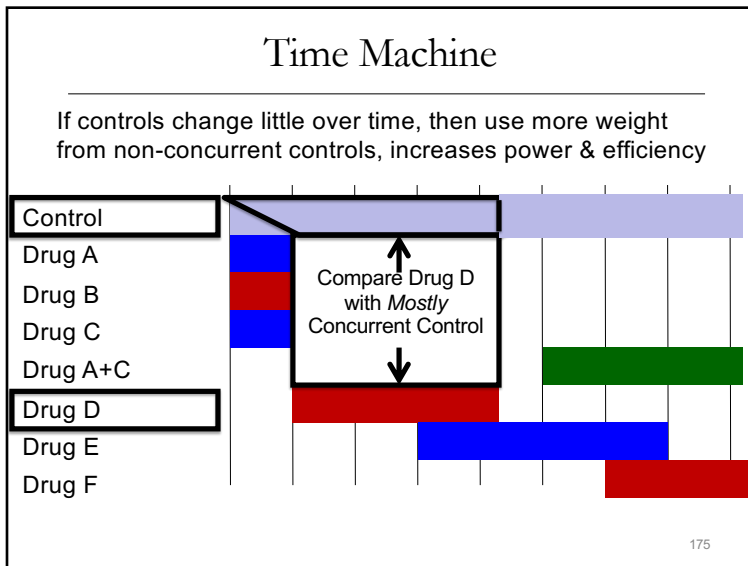 Time Machine
If controls change little over time, then use more weight
from non-concurrent controls, increases power & efficiency
Control
Drug A
Drug B
Drug C
Drug A+C
Drug D
Drug E
Drug F
Compare Drug D
with Mostly
Concurrent Control
175